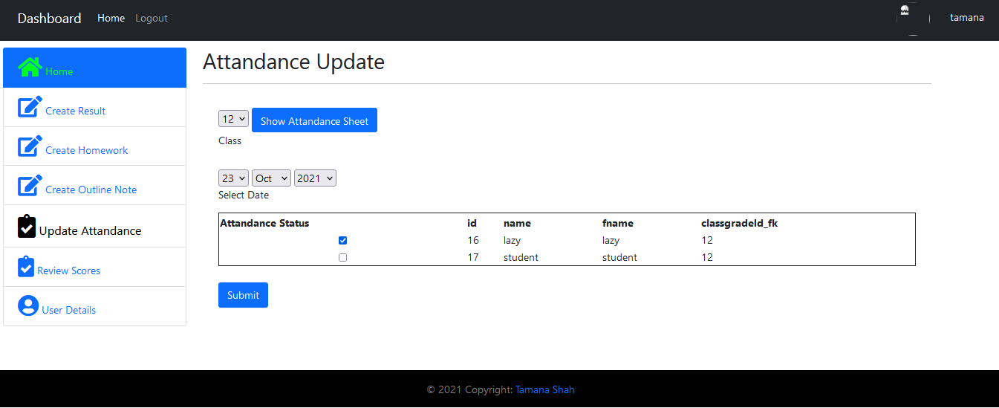 Dashboard Home Logout tamana
Home
Create Result
Create Homework
Create Outline Note
Update Attandance
Review Scores
User Details
Attandance Update
12 Show Attandance Sheet
Class
23 Oct 2021
Select Date
Attandance Status id name fname classgradeId_fk
16 lazy lazy 12
17 student student 12
Submit
© 2021 Copyright: Tamana Shah